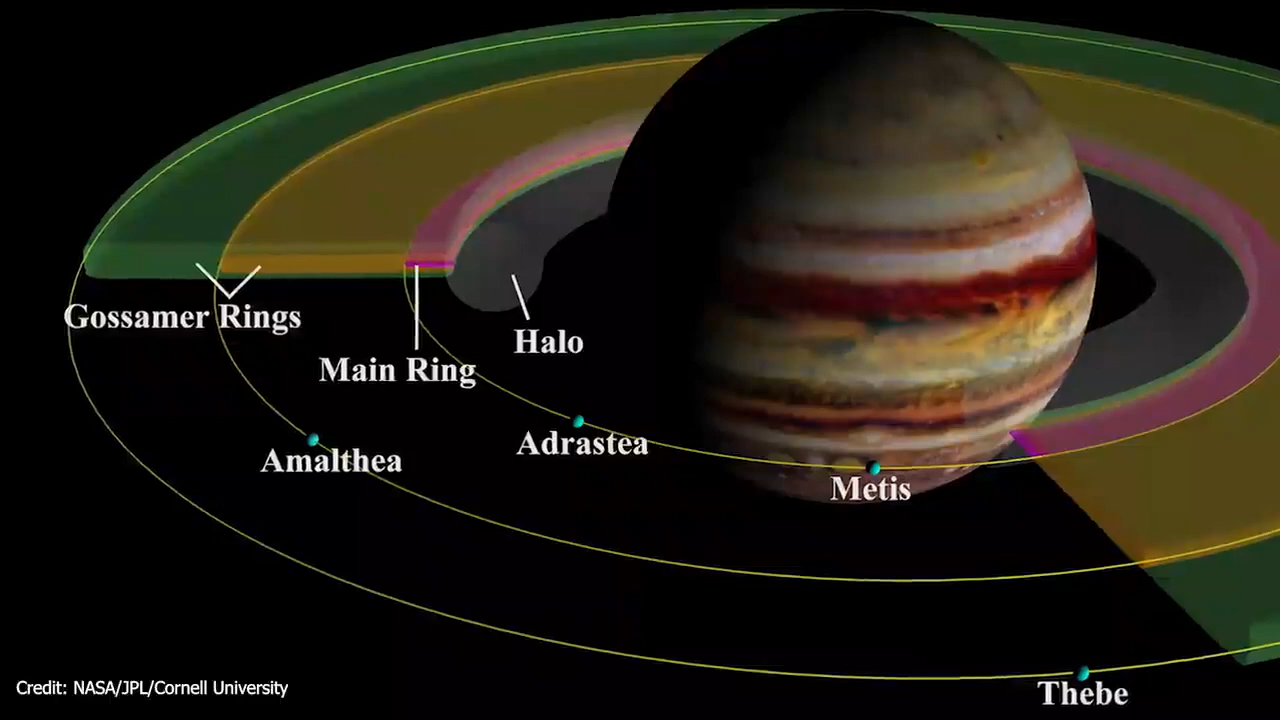 Gossamer Rings
Halo
Main Ring
Adrastea
Amalthea
Metis
Credit: NASA/JPL/Cornell University
Thebe